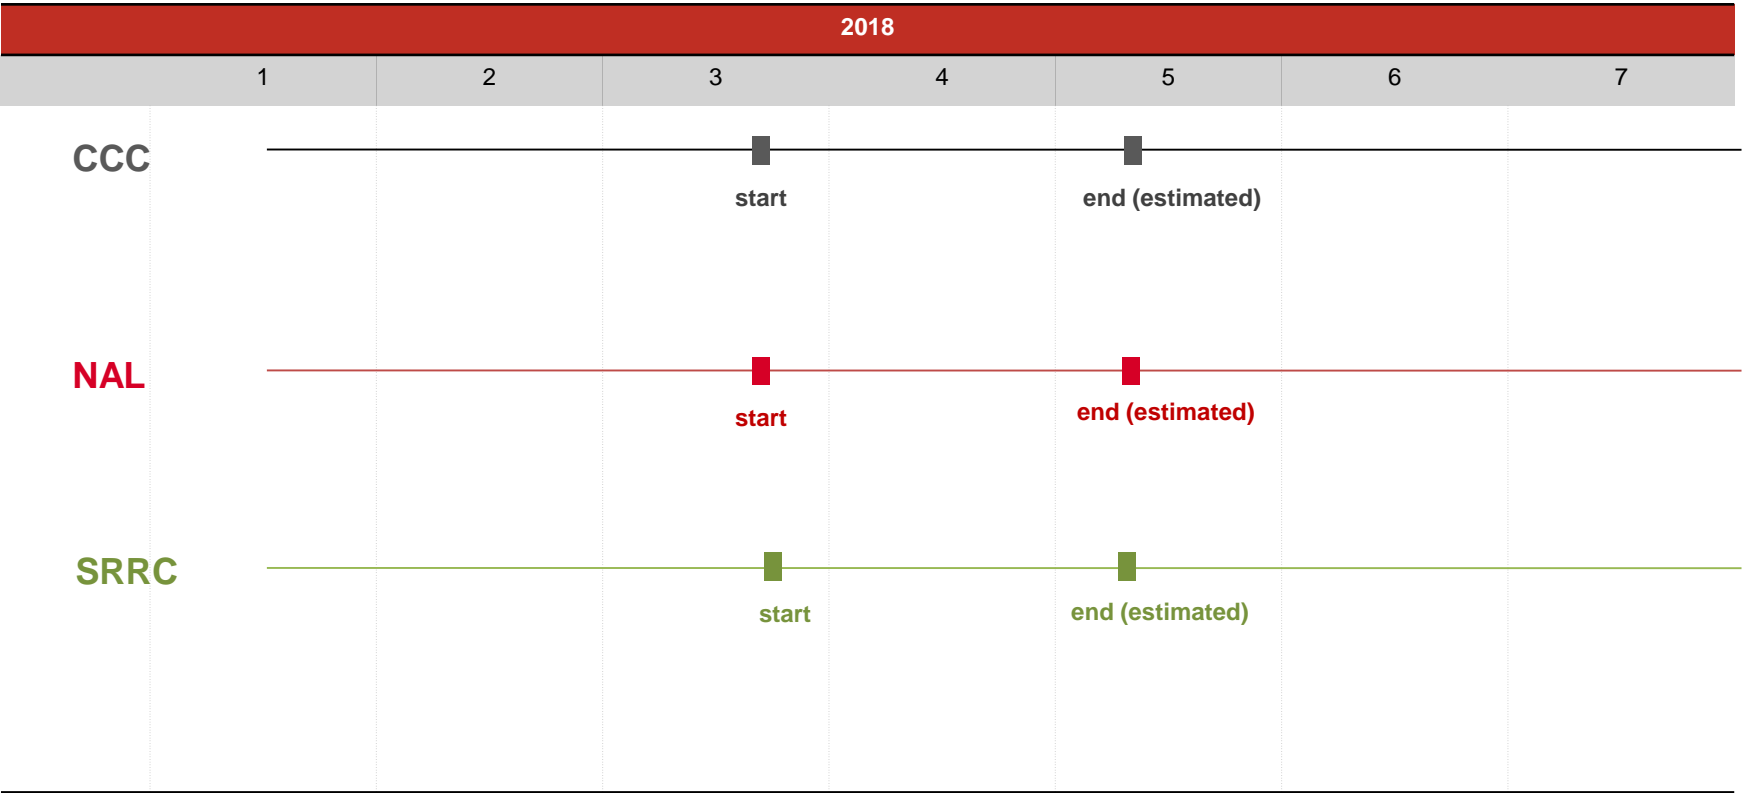 2018
1 2 3 4 5 6 7
CCC
start end (estimated)
NAL
start end (estimated)
SRRC
start end (estimated)